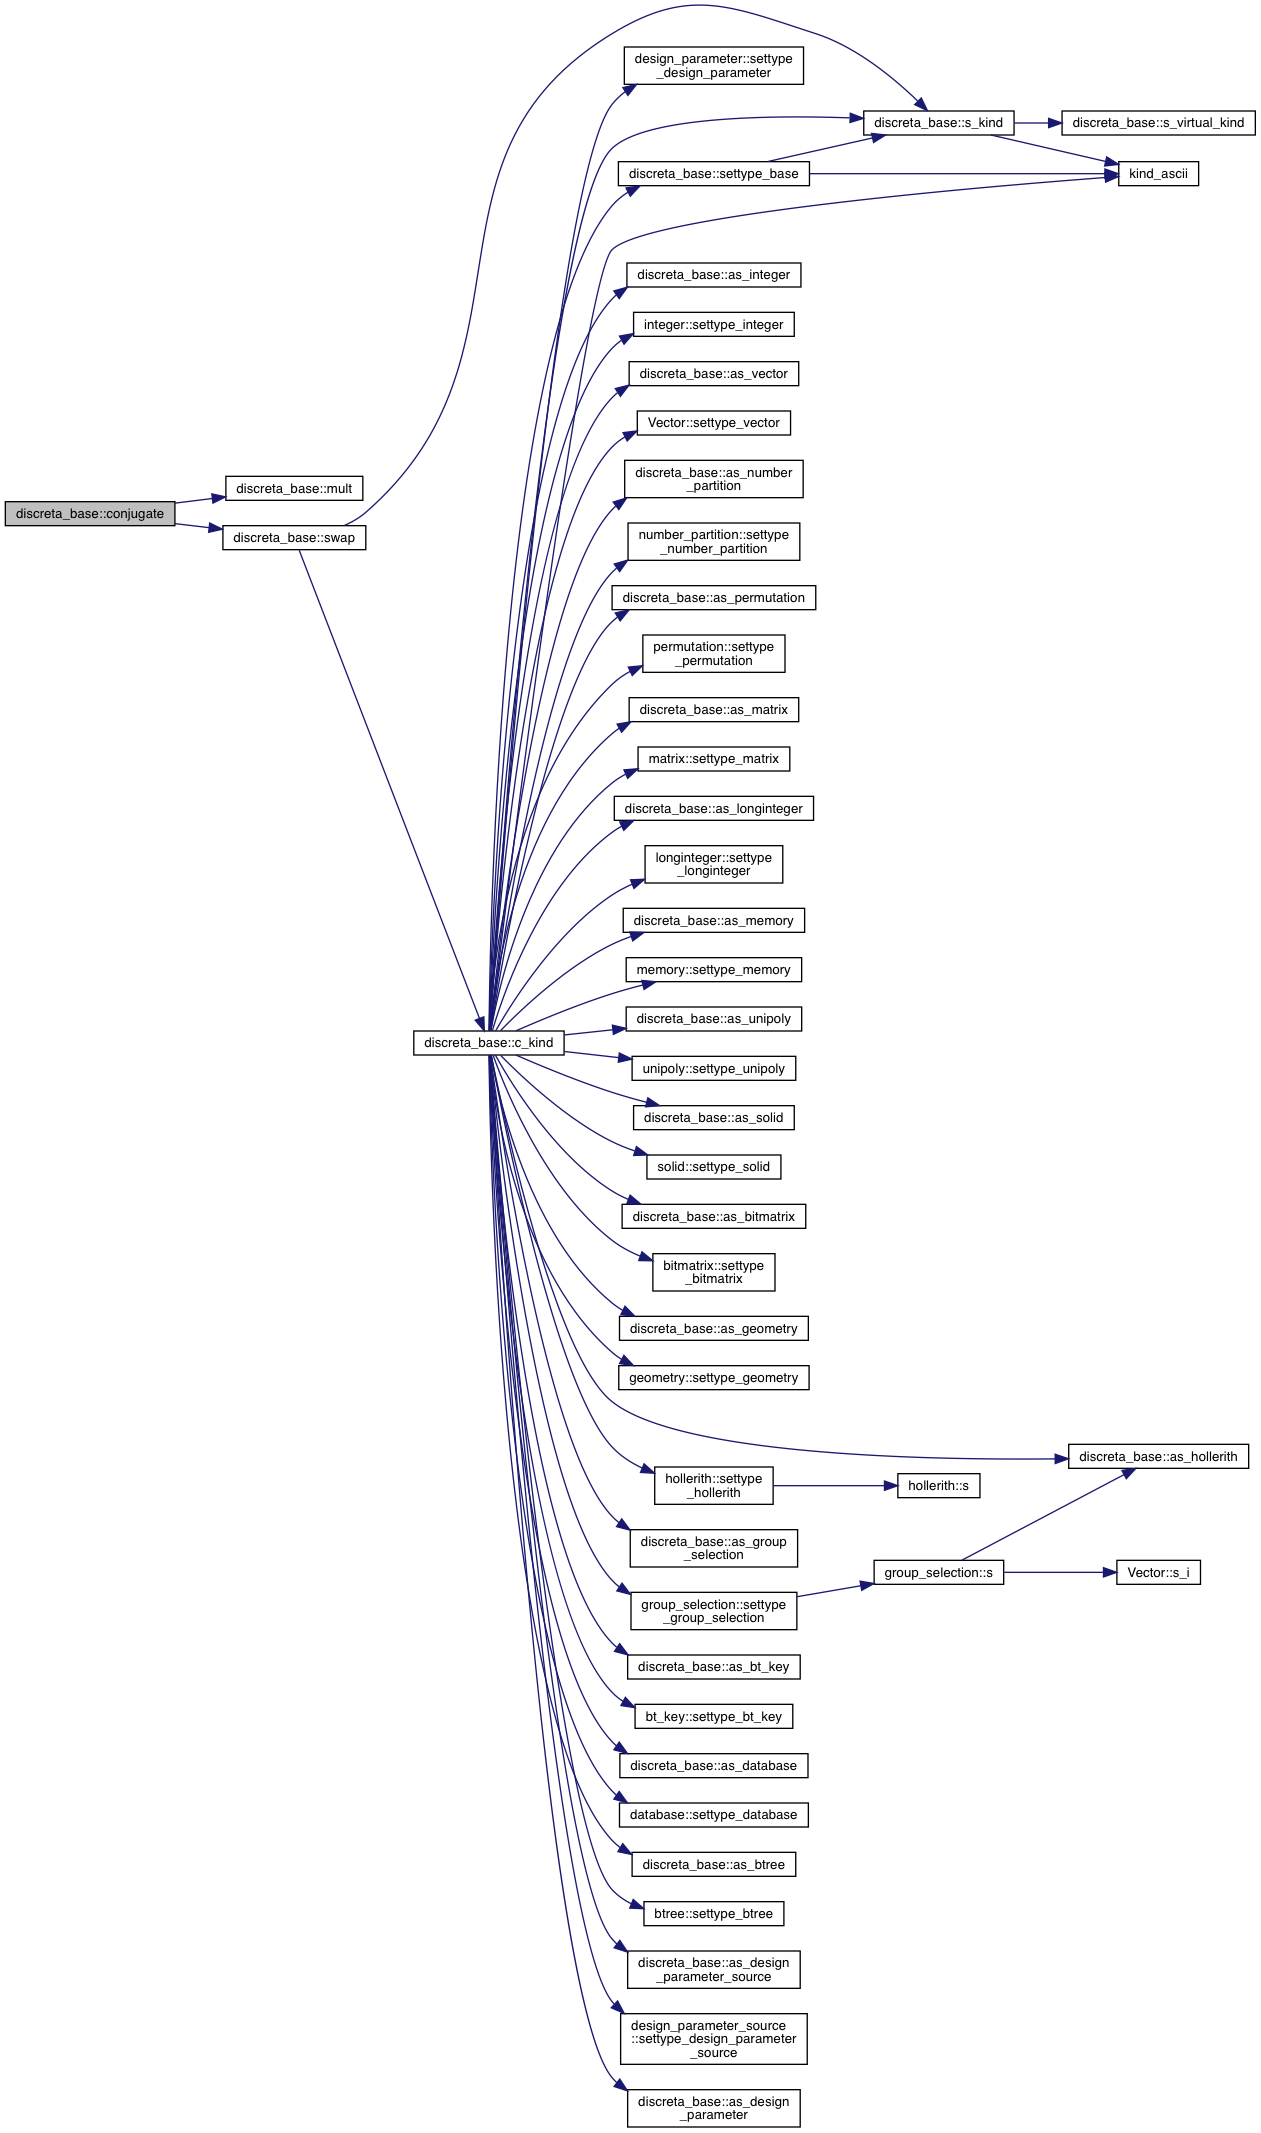 discreta_base::conjugate
discreta_base::mult
discreta_base::swap
discreta_base::c_kind
design_parameter::settype
_design_parameter
discreta_base::s_kind
discreta_base::s_virtual_kind
discreta_base::settype_base
kind_ascii
discreta_base::as_integer
integer::settype_integer
discreta_base::as_vector
Vector::settype_vector
discreta_base::as_number
_partition
number_partition::settype
_number_partition
discreta_base::as_permutation
permutation::settype
_permutation
discreta_base::as_matrix
matrix::settype_matrix
discreta_base::as_longinteger
longinteger::settype
_longinteger
discreta_base::as_memory
memory::settype_memory
discreta_base::as_unipoly
unipoly::settype_unipoly
discreta_base::as_solid
solid::settype_solid
discreta_base::as_bitmatrix
bitmatrix::settype
_bitmatrix
discreta_base::as_geometry
geometry::settype_geometry
discreta_base::as_hollerith
hollerith::settype
_hollerith
hollerith::s
discreta_base::as_group
_selection
group_selection::s
Vector::s_i
group_selection::settype
_group_selection
discreta_base::as_bt_key
bt_key::settype_bt_key
discreta_base::as_database
database::settype_database
discreta_base::as_btree
btree::settype_btree
discreta_base::as_design
_parameter_source
design_parameter_source
::settype_design_parameter
_source
discreta_base::as_design
_parameter